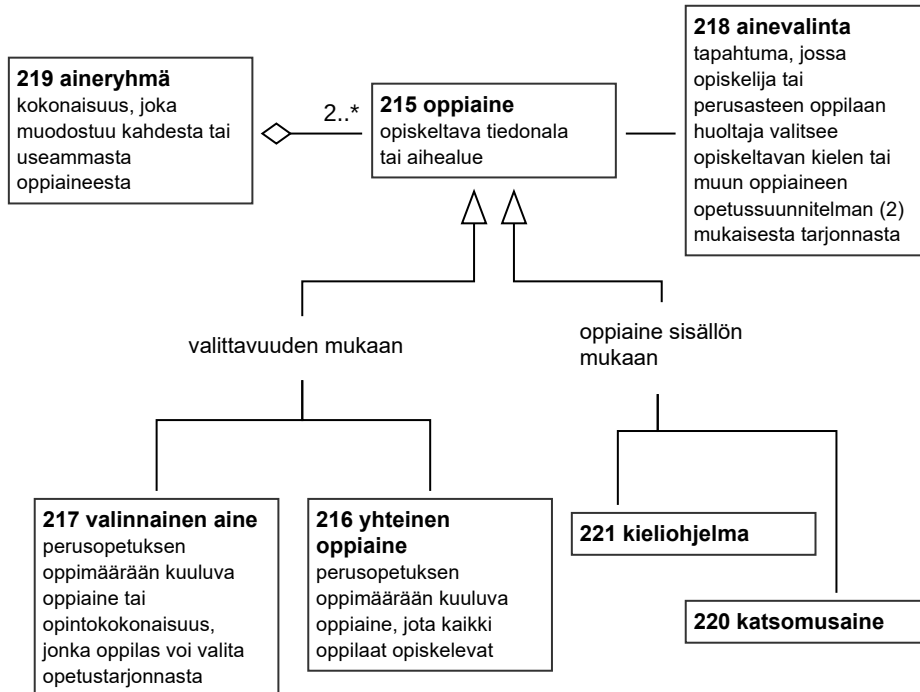 219 aineryhmä
kokonaisuus, joka
muodostuu kahdesta tai
useammasta
oppiaineesta
2..*
215 oppiaine
opiskeltava tiedonala
tai aihealue
218 ainevalinta
tapahtuma, jossa
opiskelija tai
perusasteen oppilaan
huoltaja valitsee
opiskeltavan kielen tai
muun oppiaineen
opetussuunnitelman (2)
mukaisesta tarjonnasta
valittavuuden mukaan
oppiaine sisällön
mukaan
217 valinnainen aine
perusopetuksen
oppimäärään kuuluva
oppiaine tai
opintokokonaisuus,
jonka oppilas voi valita
opetustarjonnasta
216 yhteinen
oppiaine
perusopetuksen
oppimäärään kuuluva
oppiaine, jota kaikki
oppilaat opiskelevat
221 kieliohjelma
220 katsomusaine